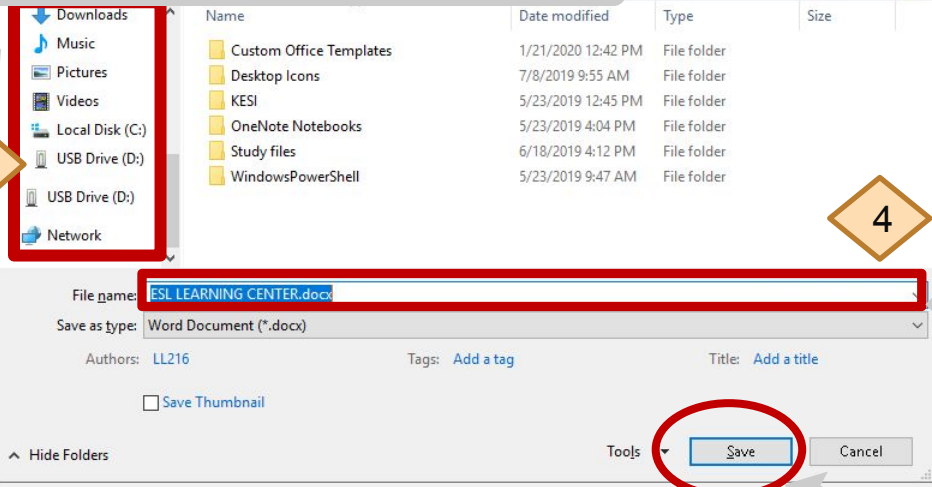 Downloads
Music
Pictures
Videos
Local Disk (C:)
USB Drive (D:)
USB Drive (D:)
Network
Name Date modified Type Size
Custom Office Templates 1/21/2020 12:42 PM File folder
Desktop Icons 7/8/2019 9:55 AM File folder
KESI 5/23/2019 12:45 PM File folder
OneNote Notebooks 5/23/2019 4:04 PM File folder
Study files 6/18/2019 4:12 PM File folder
WindowsPowerShell 5/23/2019 9:47 AM File folder
4
File name: ESL LEARNING CENTER.docx
Save as type: Word Document (*.docx)
Authors: LL216 Tags: Add a tag Title: Add a title
Save Thumbnail
Hide Folders Tools Save Cancel